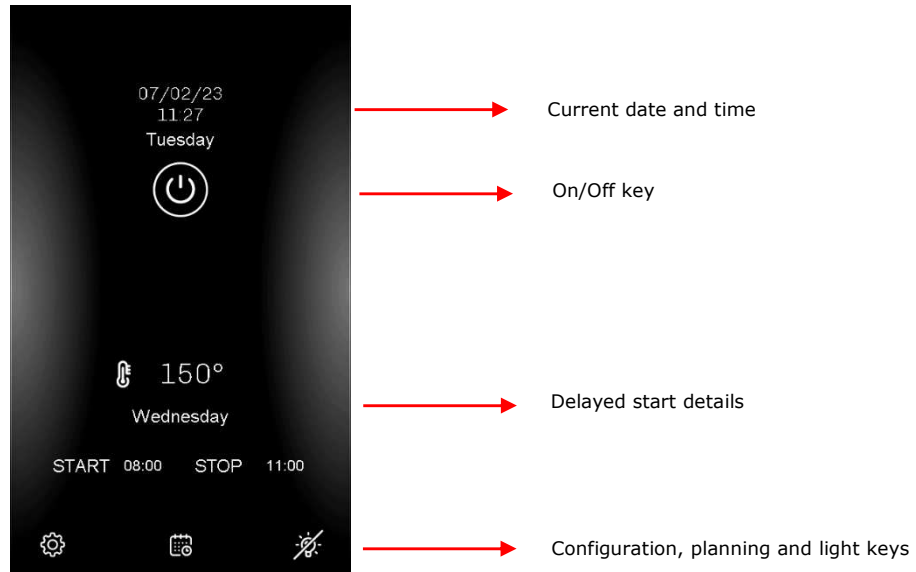 07/02/23
11:27
Tuesday
Current date and time
On/Off key
150°
Wednesday
Delayed start details
START 08:00 STOP 11:00
Configuration, planning and light keys